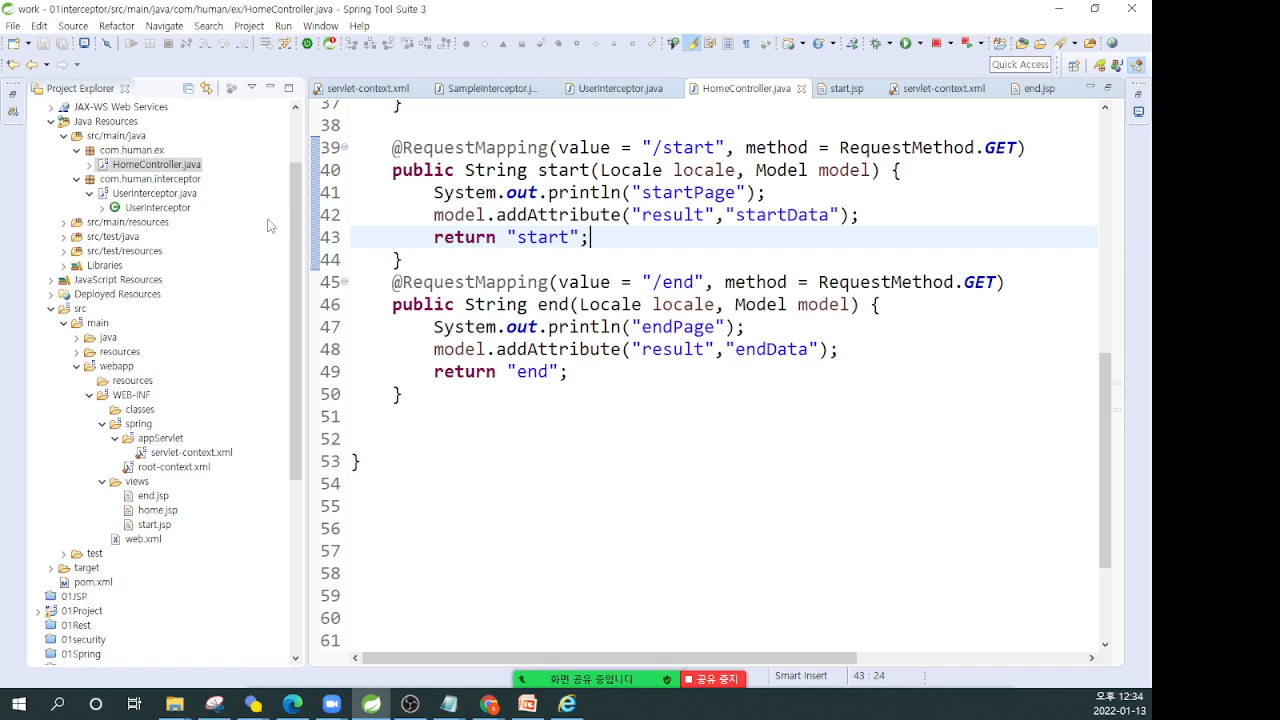 work - 01interceptor/src/main/java/com/human/ex/HomeController.java - Spring Tool Suite 3
File Edit Source Refactor Navigate Search Project Run Window Help
Quick Access
Project Explorer
servlet-context.xml SampleInterceptor.j... UserInterceptor.java HomeController.java start.jsp servlet-context.xml end.jsp
JAX-WS Web Services
Java Resources
src/main/java
com.human.ex
HomeController.java
com.human.interceptor
UserInterceptor.java
UserInterceptor
src/main/resources
src/test/java
src/test/resources
Libraries
JavaScript Resources
Deployed Resources
src
main
java
resources
webapp
resources
WEB-INF
classes
spring
appServlet
servlet-context.xml
root-context.xml
views
end.jsp
home.jsp
start.jsp
web.xml
test
target
pom.xml
01JSP
01Project
01Rest
01security
01Spring
37 }
38
39 @RequestMapping(value = "/start", method = RequestMethod.GET)
40 public String start(Locale locale, Model model) {
41 System.out.println("startPage");
42 model.addAttribute("result","startData");
43 return "start";
44 }
45 @RequestMapping(value = "/end", method = RequestMethod.GET)
46 public String end(Locale locale, Model model) {
47 System.out.println("endPage");
48 model.addAttribute("result","endData");
49 return "end";
50 }
51
52
53 }
54
55
56
57
58
59
60
61
화면 공유 중입니다 공유 중지
Smart Insert 43 : 24
오후 12:34
2022-01-13